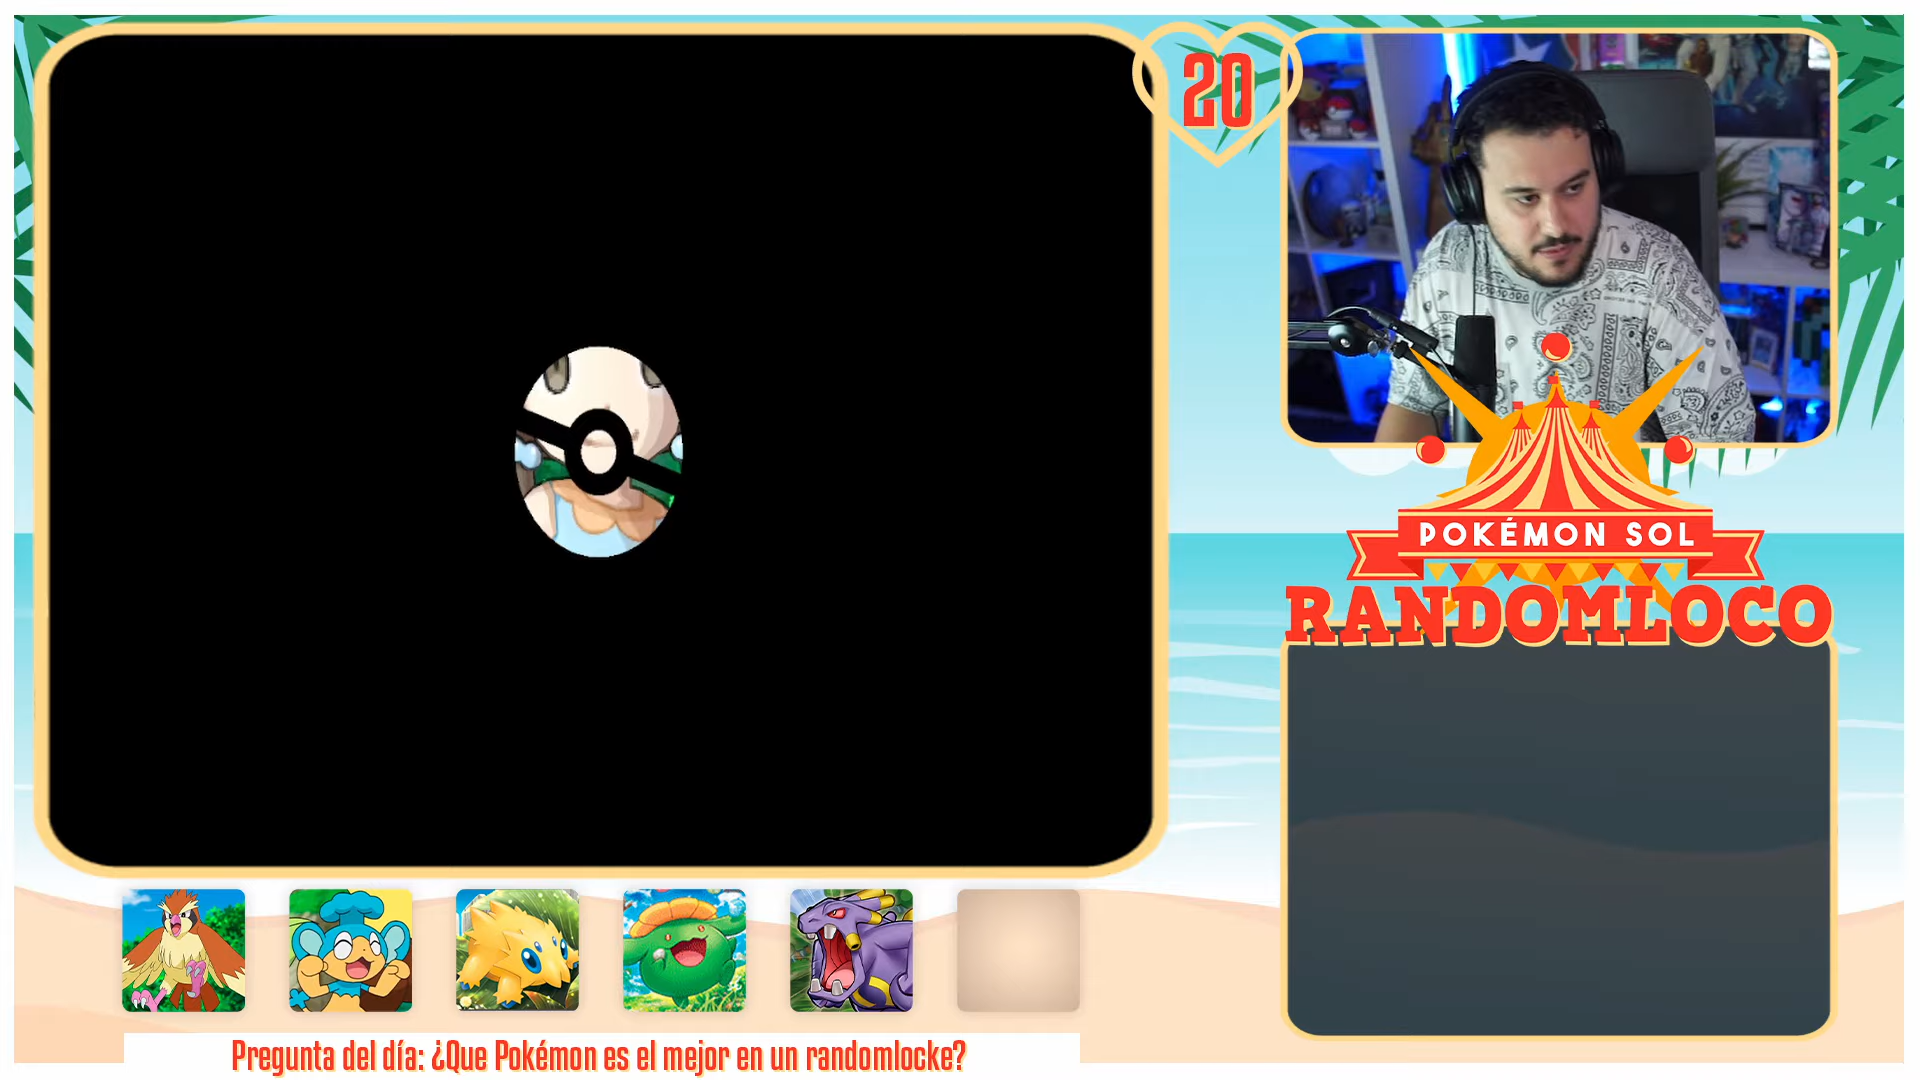 20
POKÉMON SOL
RANDOMLOCO
Pregunta del día: ¿Que Pokémon es el mejor en un randomlocke?